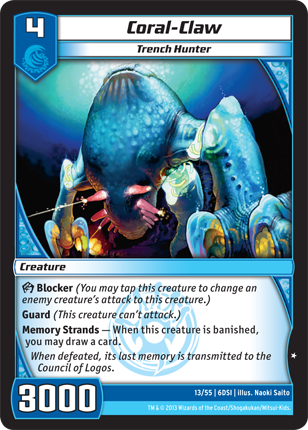 4
Coral-Claw
Trench Hunter
Creature
Blocker (You may tap this creature to change an
enemy creature's attack to this creature.)
Guard (This creature can't attack.)
Memory Strands — When this creature is banished,
you may draw a card.
When defeated, its last memory is transmitted to the
Council of Logos.
3000
13/55 | 6DSI | illus. Naoki Saito
TM & © 2013 Wizards of the Coast/Shogakukan/Mitsui-Kids.